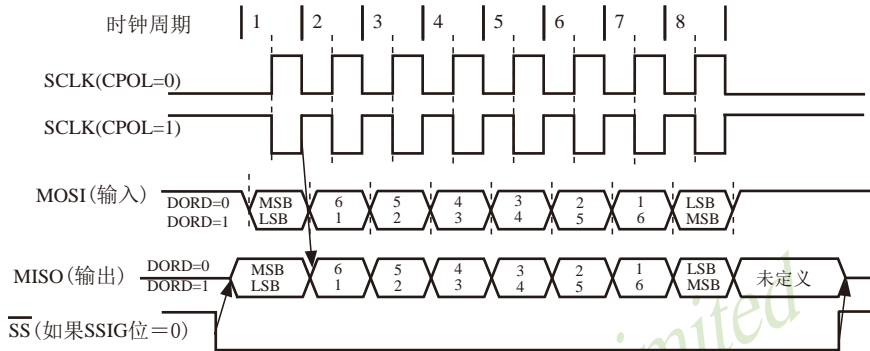 时钟周期 1 2 3 4 5 6 7 8
SCLK(CPOL=0)
SCLK(CPOL=1)
MOSI(输入) DORD=0 MSB 6 5 4 3 2 1 LSB
DORD=1 LSB 1 2 3 4 5 6 MSB
MISO(输出) DORD=0 MSB 6 5 4 3 2 1 LSB 未定义
DORD=1 LSB 1 2 3 4 5 6 MSB
SS(如果SSIG位=0)
imited